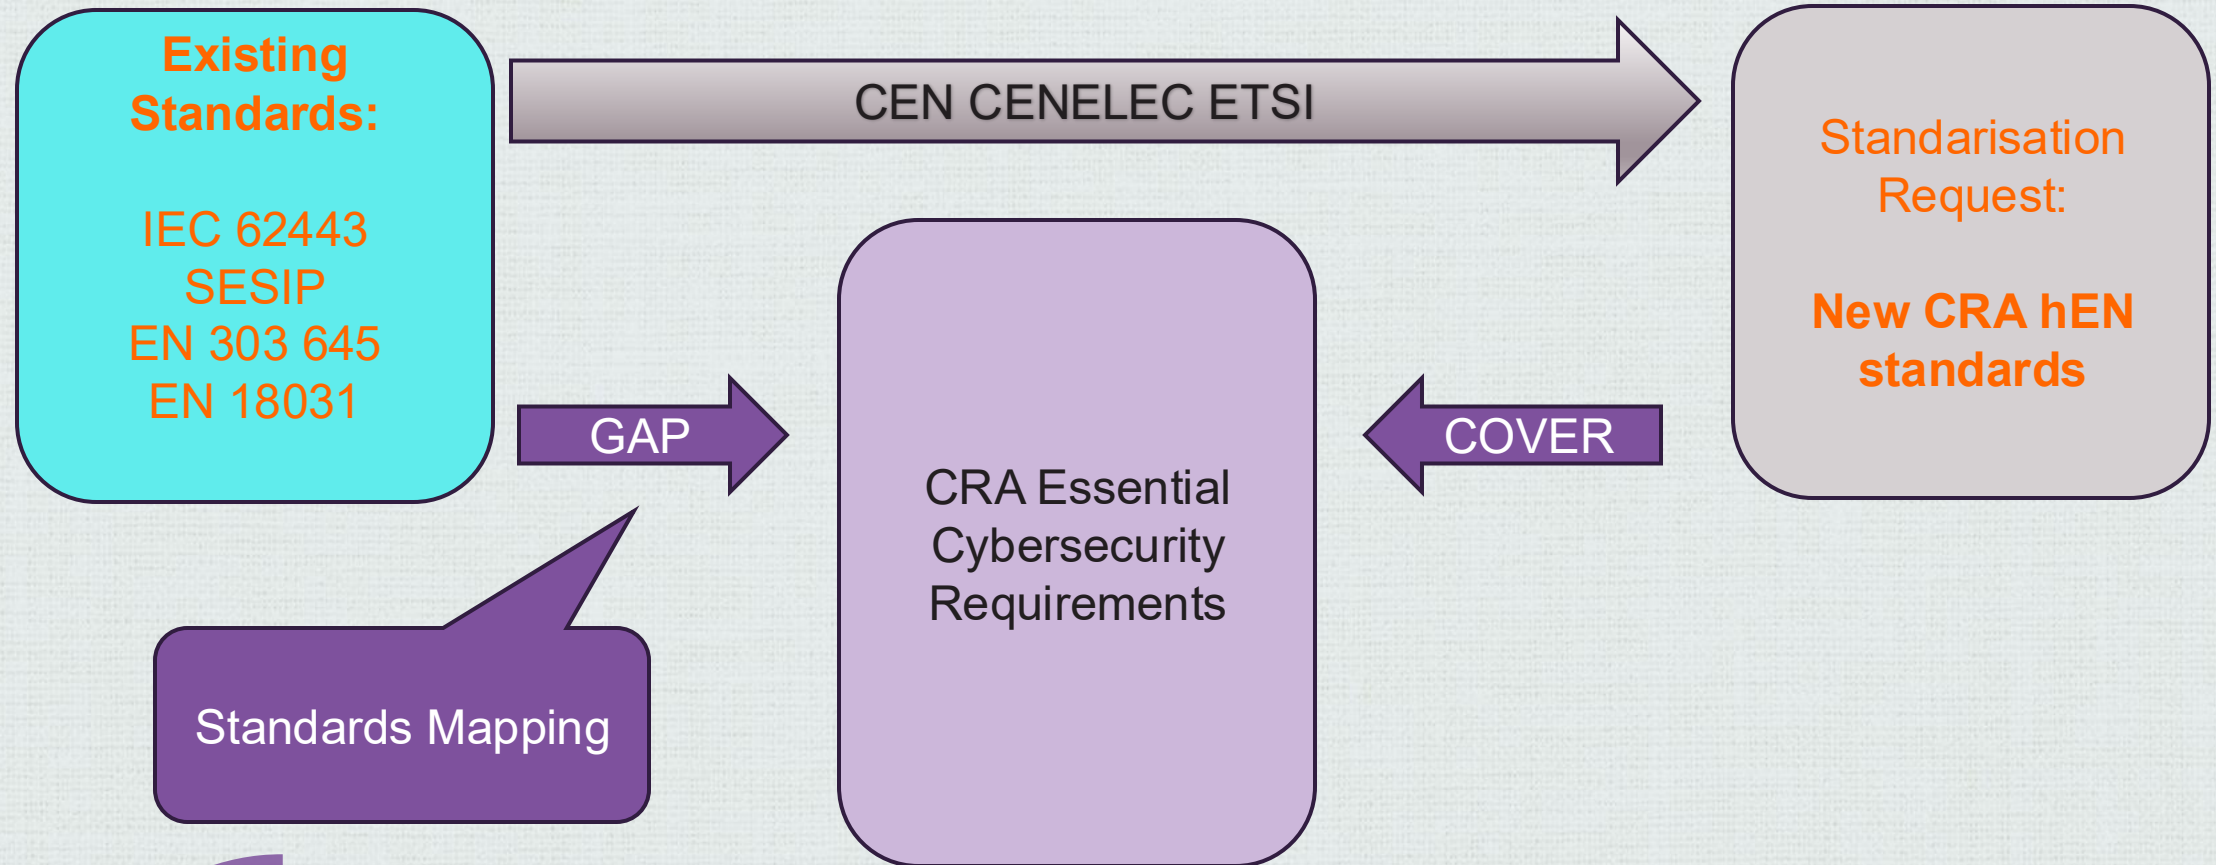 Existing
Standards:
IEC 62443
SESIP
EN 303 645
EN 18031
CEN CENELEC ETSI
Standarisation
Request:
New CRA hEN
standards
GAP
COVER
CRA Essential
Cybersecurity
Requirements
Standards Mapping